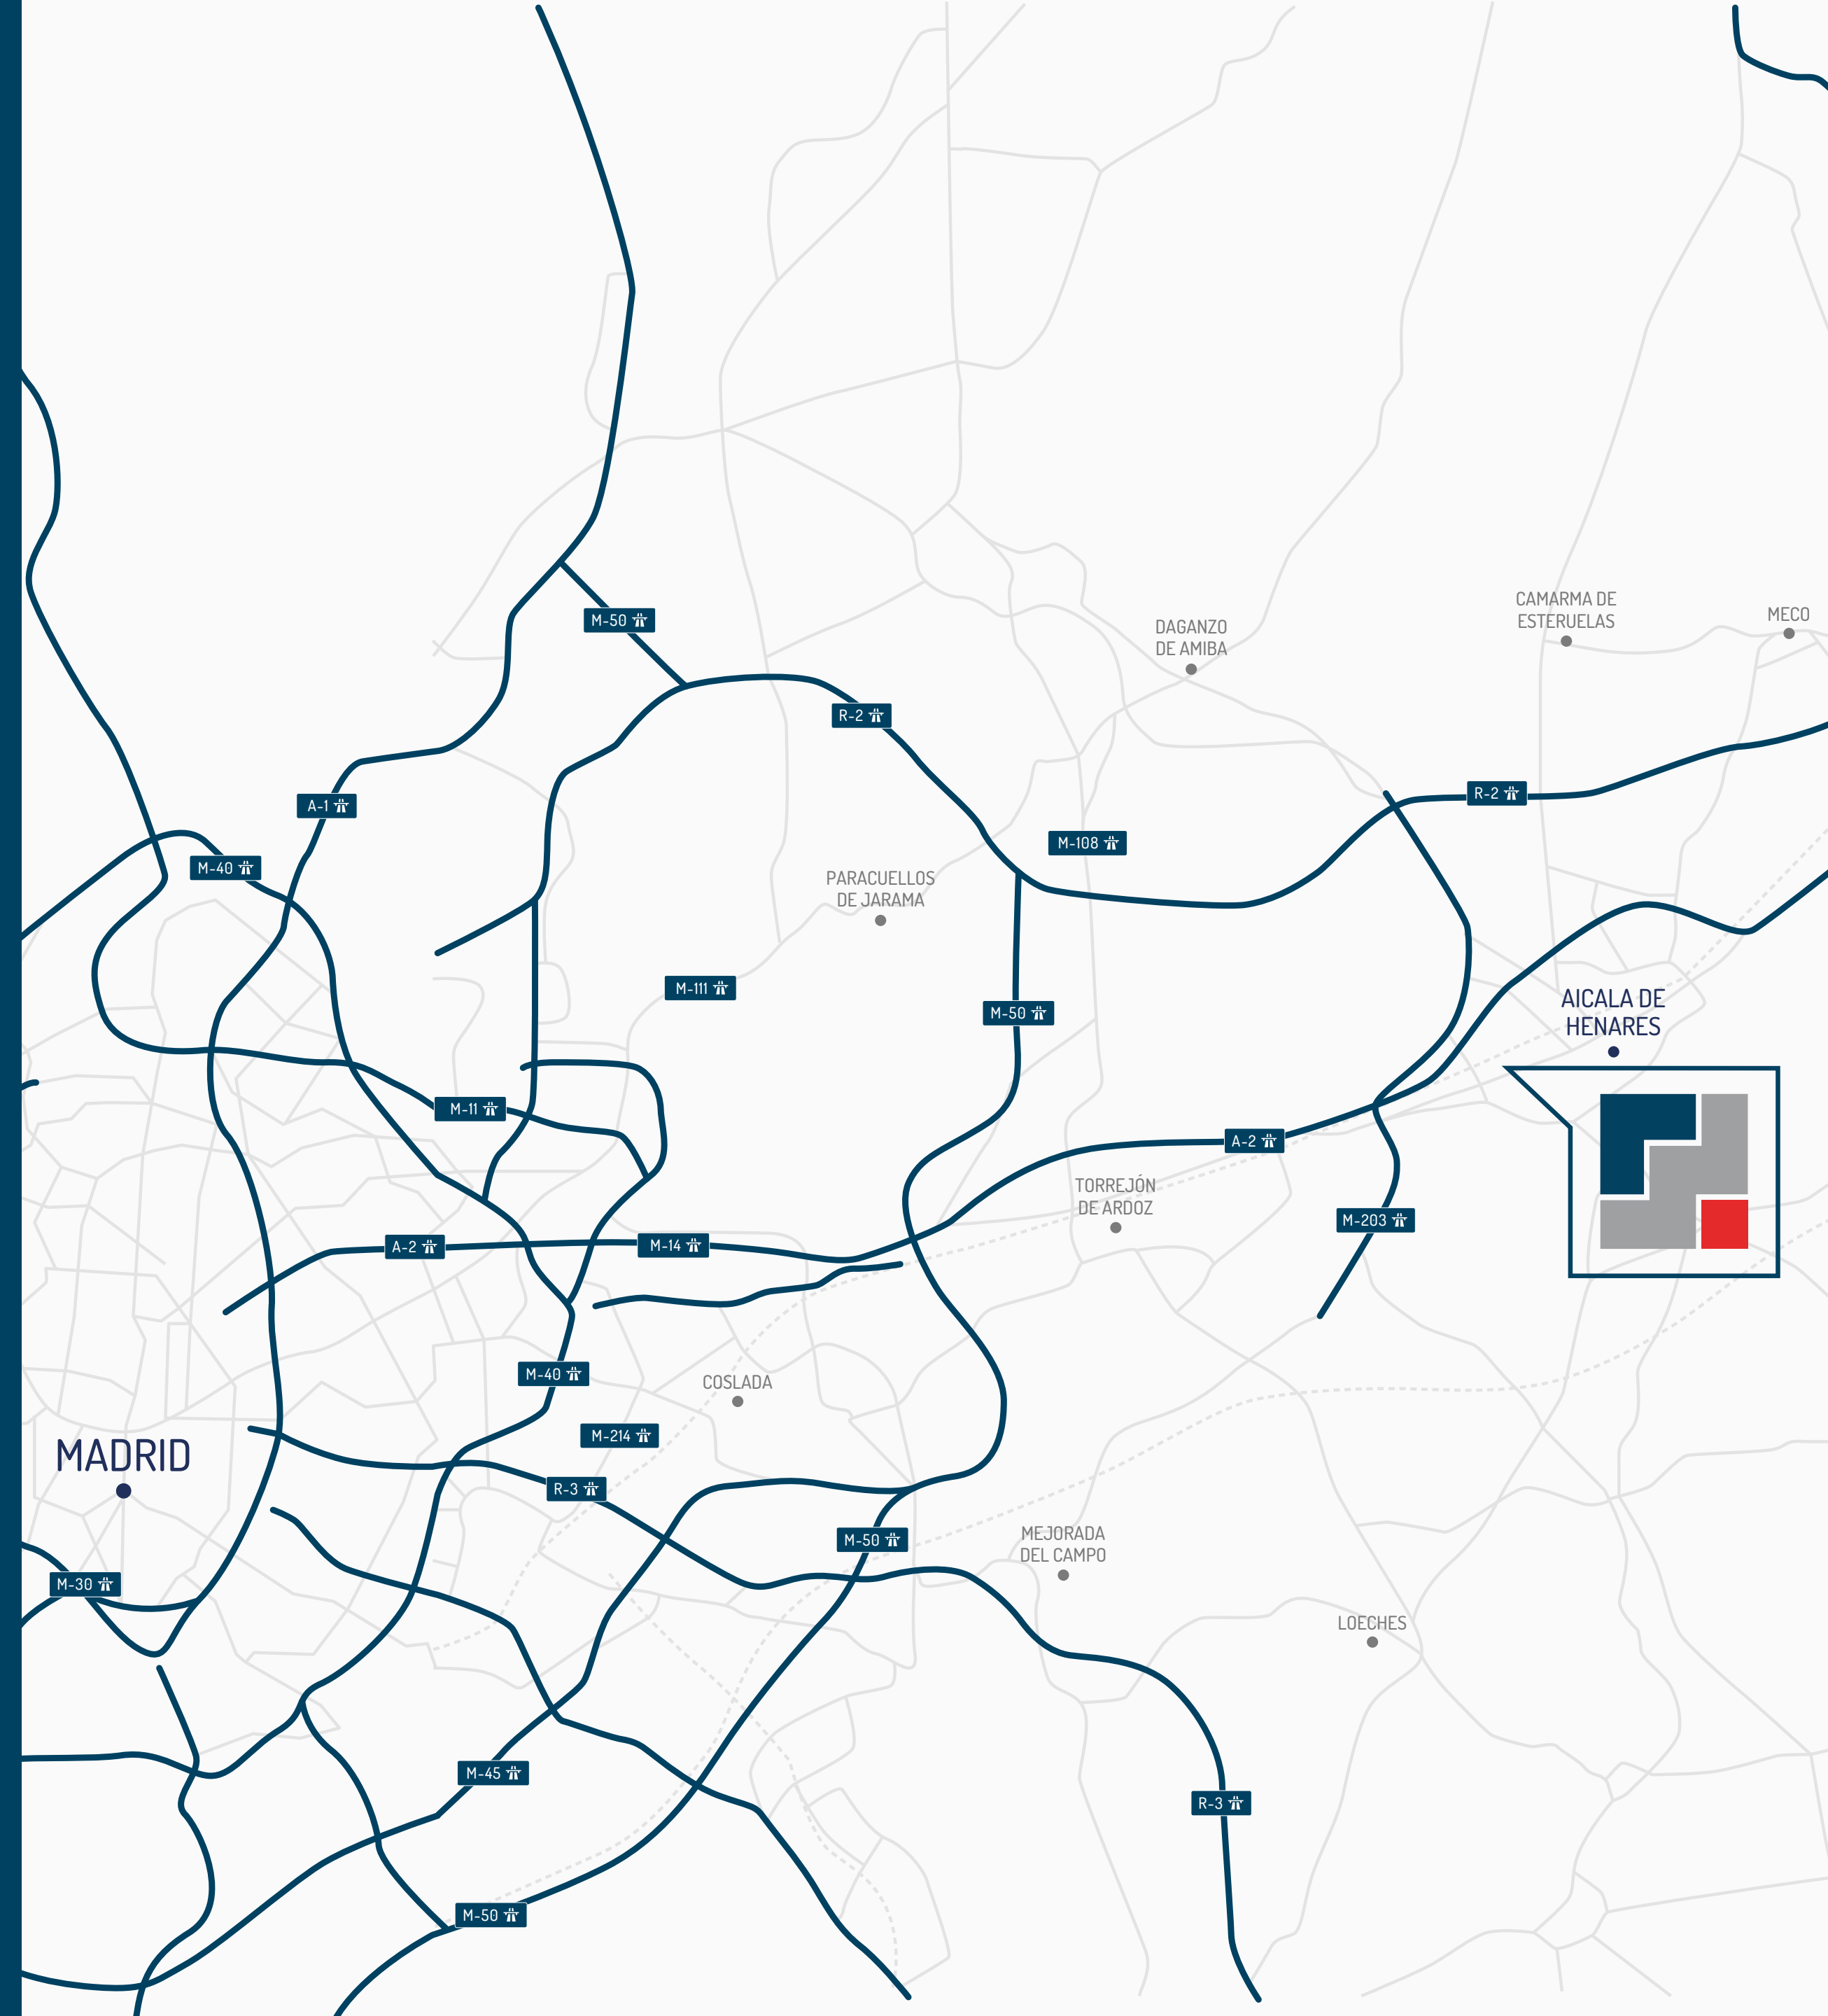 CAMARMA DE
ESTERUELAS
MECO
M-50
DAGANZO
DE AMIBA
R-2
R-2
A-1
M-108
M-40
PARACUELLOS
DE JARAMA
M-111
AICALA DE
HENARES
M-50
M-11
A-2
TORREJÓN
DE ARDOZ
M-203
A-2
M-14
M-40
COSLADA
M-214
MADRID
R-3
M-50
MEJORADA
DEL CAMPO
M-30
LOECHES
M-45
R-3
M-50